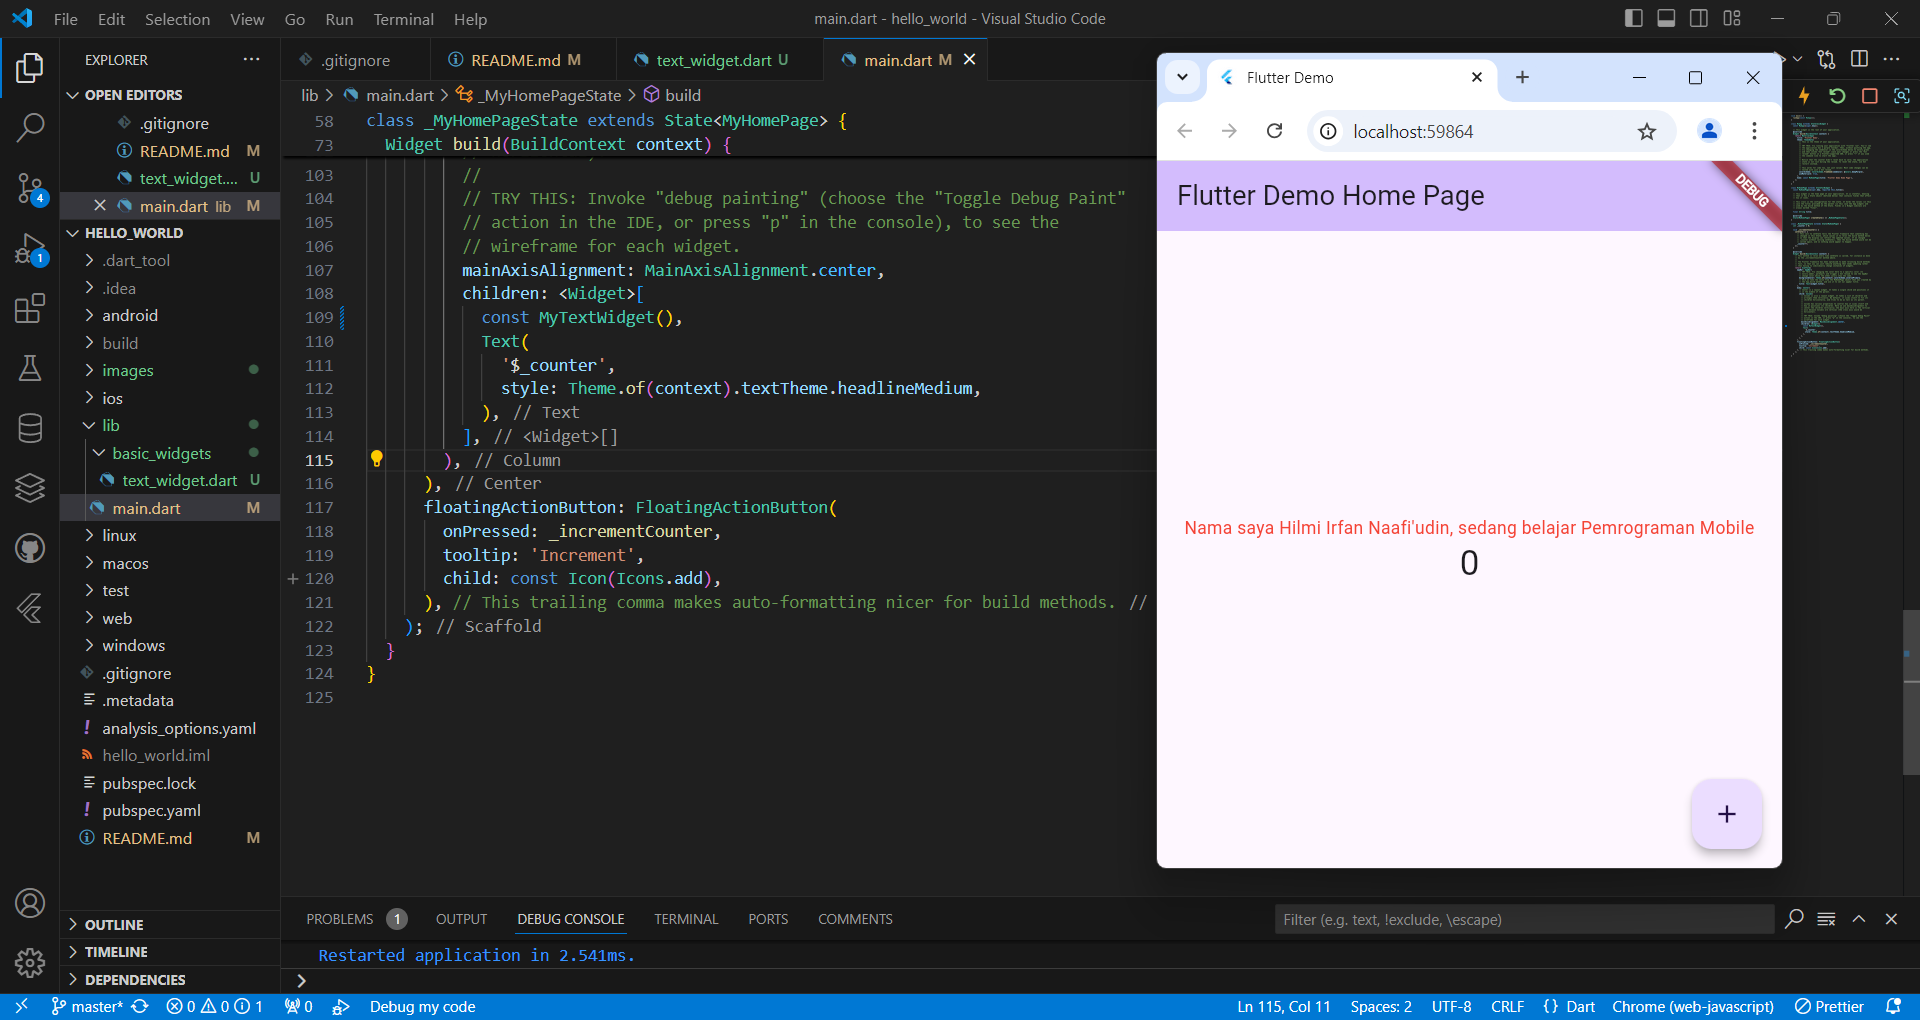 File Edit Selection View Go Run Terminal Help
main.dart - hello_world - Visual Studio Code
EXPLORER
OPEN EDITORS
.gitignore
README.md M
text_widget.... U
main.dart lib M
HELLO_WORLD
.dart_tool
.idea
android
build
images
ios
lib
basic_widgets
text_widget.dart U
main.dart M
linux
macos
test
web
windows
.gitignore
.metadata
analysis_options.yaml
hello_world.iml
pubspec.lock
pubspec.yaml
README.md M
OUTLINE
TIMELINE
DEPENDENCIES
4
1
.gitignore README.md M text_widget.dart U main.dart M
lib > main.dart > _MyHomePageState > build
58 class _MyHomePageState extends State<MyHomePage> {
73 Widget build(BuildContext context) {
103 //
104 // TRY THIS: Invoke "debug painting" (choose the "Toggle Debug Paint"
105 // action in the IDE, or press "p" in the console), to see the
106 // wireframe for each widget.
107 mainAxisAlignment: MainAxisAlignment.center,
108 children: <Widget>[
109 const MyTextWidget(),
110 Text(
111 '$_counter',
112 style: Theme.of(context).textTheme.headlineMedium,
113 ), // Text
114 ], // <Widget>[]
115 ), // Column
116 ), // Center
117 floatingActionButton: FloatingActionButton(
118 onPressed: _incrementCounter,
119 tooltip: 'Increment',
120 child: const Icon(Icons.add),
121 ), // This trailing comma makes auto-formatting nicer for build methods. //
122 ); // Scaffold
123 }
124 }
125
Flutter Demo
localhost:59864
Flutter Demo Home Page
DEBUG
Nama saya Hilmi Irfan Naafi'udin, sedang belajar Pemrograman Mobile
0
+
PROBLEMS 1 OUTPUT DEBUG CONSOLE TERMINAL PORTS COMMENTS
Filter (e.g. text, !exclude, \escape)
Restarted application in 2.541ms.
master* 0 0 1 0 Debug my code
Ln 115, Col 11 Spaces: 2 UTF-8 CRLF {} Dart Chrome (web-javascript) Prettier